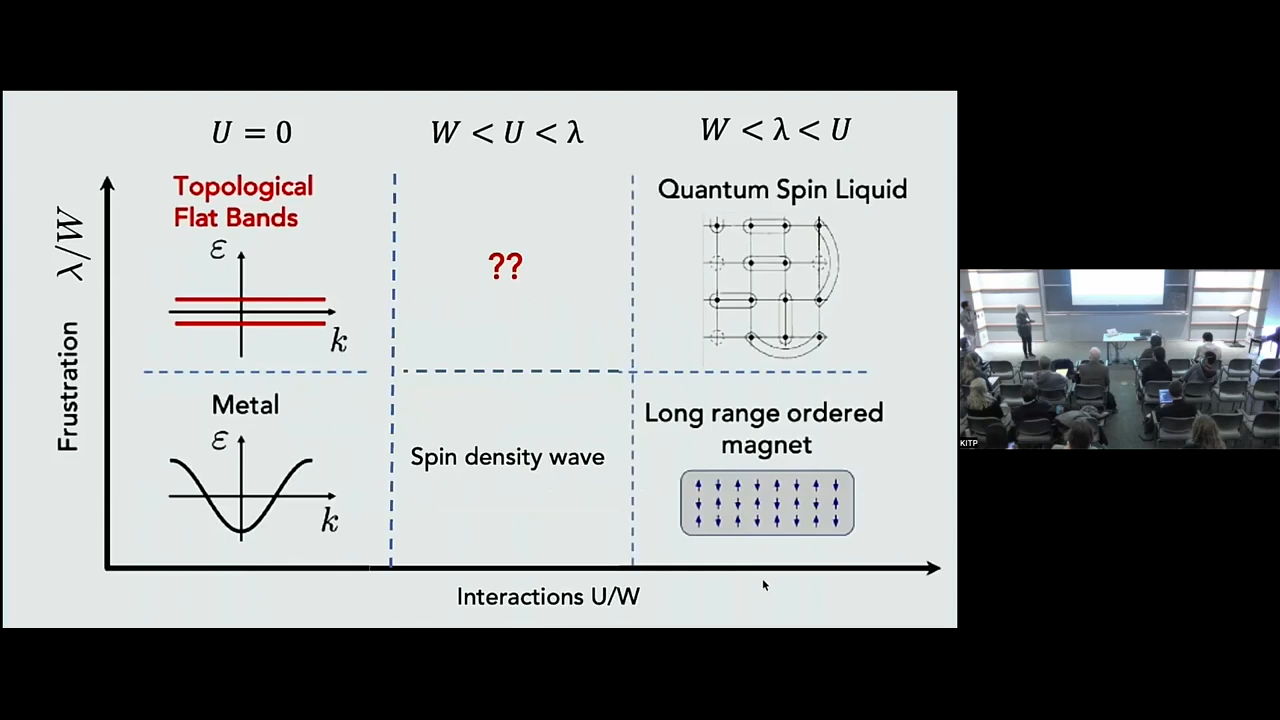 U = 0
W < U < λ
W < λ < U
Topological
Flat Bands
ε
k
??
Quantum Spin Liquid
Frustration λ/W
Metal
ε
k
Spin density wave
Long range ordered
magnet
Interactions U/W
KITP